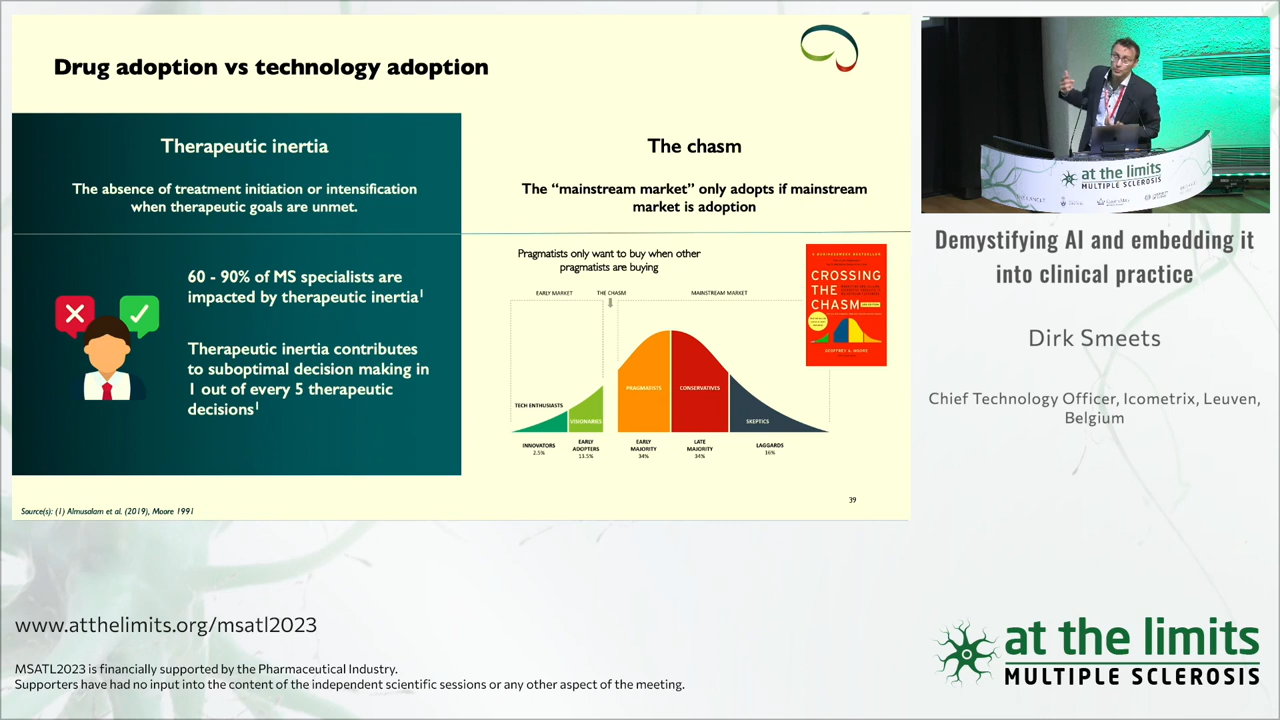 Drug adoption vs technology adoption
Therapeutic inertia
The absence of treatment initiation or intensification
when therapeutic goals are unmet.
60 - 90% of MS specialists are
impacted by therapeutic inertia1
Therapeutic inertia contributes
to suboptimal decision making in
1 out of every 5 therapeutic
decisions1
The chasm
The “mainstream market” only adopts if mainstream
market is adoption
Pragmatists only want to buy when other
pragmatists are buying
EARLY MARKET
THE CHASM
MAINSTREAM MARKET
TECH ENTHUSIASTS
VISIONARIES
PRAGMATISTS
CONSERVATIVES
SKEPTICS
INNOVATORS
2.5%
EARLY
ADOPTERS
13.5%
EARLY
MAJORITY
34%
LATE
MAJORITY
34%
LAGGARDS
16%
CROSSING
THE
CHASM
GEOFFREY A. MOORE
39
Source(s): (1) Almusalam et al. (2019), Moore 1991
at the limits
MULTIPLE SCLEROSIS
Demystifying AI and embedding it
into clinical practice
Dirk Smeets
Chief Technology Officer, Icometrix, Leuven,
Belgium
www.atthelimits.org/msatl2023
MSATL2023 is financially supported by the Pharmaceutical Industry.
Supporters have had no input into the content of the independent scientific sessions or any other aspect of the meeting.
at the limits
MULTIPLE SCLEROSIS